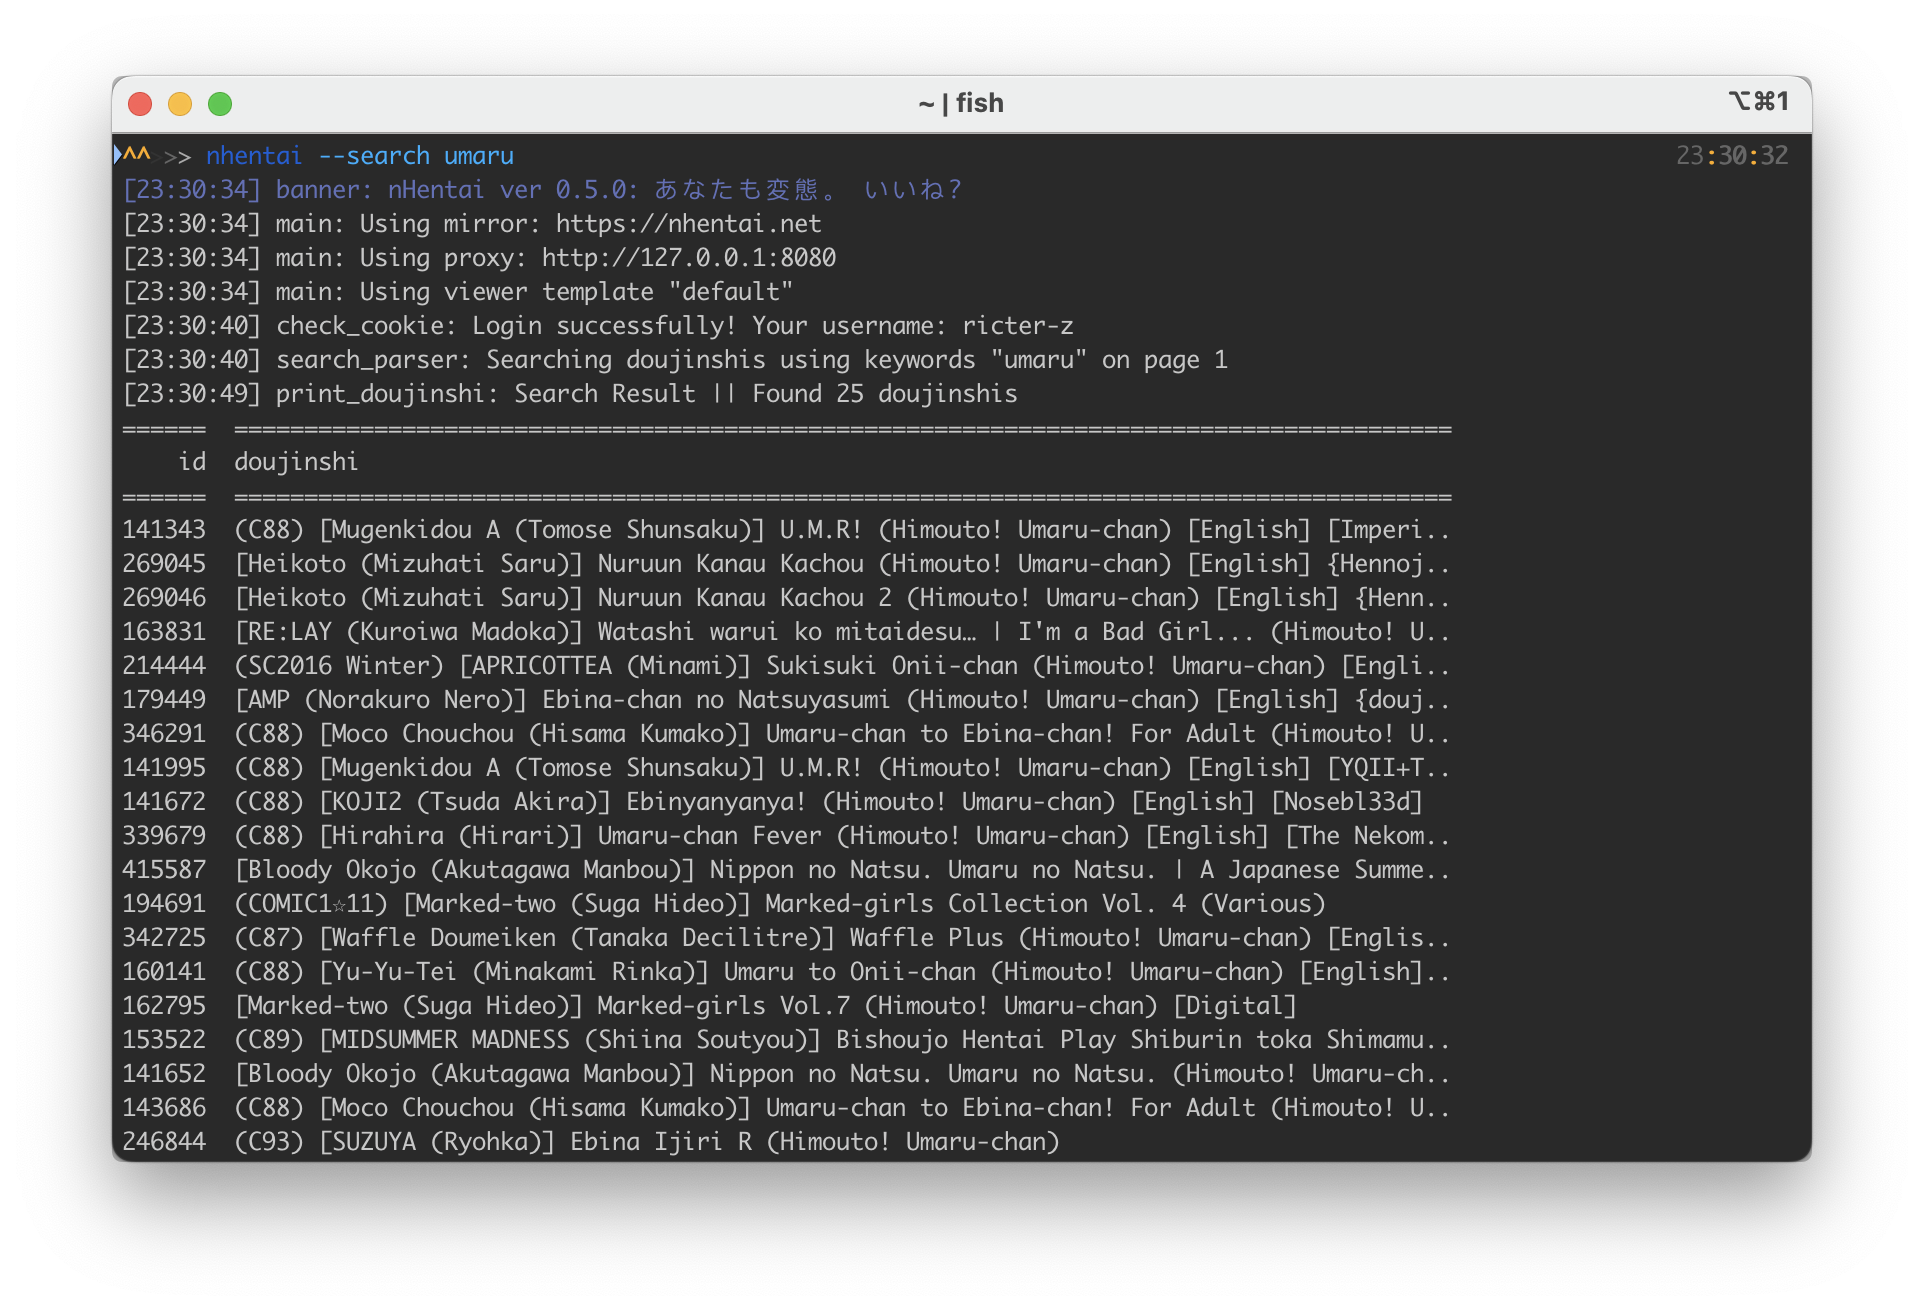 ~ | fish ⌥⌘1
^^ >> nhentai --search umaru 23:30:32
[23:30:34] banner: nHentai ver 0.5.0: あなたも変態。 いいね?
[23:30:34] main: Using mirror: https://nhentai.net
[23:30:34] main: Using proxy: http://127.0.0.1:8080
[23:30:34] main: Using viewer template "default"
[23:30:40] check_cookie: Login successfully! Your username: ricter-z
[23:30:40] search_parser: Searching doujinshis using keywords "umaru" on page 1
[23:30:49] print_doujinshi: Search Result || Found 25 doujinshis
====== =======================================================================================
id doujinshi
====== =======================================================================================
141343 (C88) [Mugenkidou A (Tomose Shunsaku)] U.M.R! (Himouto! Umaru-chan) [English] [Imperi..
269045 [Heikoto (Mizuhati Saru)] Nuruun Kanau Kachou (Himouto! Umaru-chan) [English] {Hennoj..
269046 [Heikoto (Mizuhati Saru)] Nuruun Kanau Kachou 2 (Himouto! Umaru-chan) [English] {Henn..
163831 [RE:LAY (Kuroiwa Madoka)] Watashi warui ko mitaidesu… | I'm a Bad Girl... (Himouto! U..
214444 (SC2016 Winter) [APRICOTTEA (Minami)] Sukisuki Onii-chan (Himouto! Umaru-chan) [Engli..
179449 [AMP (Norakuro Nero)] Ebina-chan no Natsuyasumi (Himouto! Umaru-chan) [English] {douj..
346291 (C88) [Moco Chouchou (Hisama Kumako)] Umaru-chan to Ebina-chan! For Adult (Himouto! U..
141995 (C88) [Mugenkidou A (Tomose Shunsaku)] U.M.R! (Himouto! Umaru-chan) [English] [YQII+T..
141672 (C88) [KOJI2 (Tsuda Akira)] Ebinyanyanya! (Himouto! Umaru-chan) [English] [Nosebl33d]
339679 (C88) [Hirahira (Hirari)] Umaru-chan Fever (Himouto! Umaru-chan) [English] [The Nekom..
415587 [Bloody Okojo (Akutagawa Manbou)] Nippon no Natsu. Umaru no Natsu. | A Japanese Summe..
194691 (COMIC1☆11) [Marked-two (Suga Hideo)] Marked-girls Collection Vol. 4 (Various)
342725 (C87) [Waffle Doumeiken (Tanaka Decilitre)] Waffle Plus (Himouto! Umaru-chan) [Englis..
160141 (C88) [Yu-Yu-Tei (Minakami Rinka)] Umaru to Onii-chan (Himouto! Umaru-chan) [English]..
162795 [Marked-two (Suga Hideo)] Marked-girls Vol.7 (Himouto! Umaru-chan) [Digital]
153522 (C89) [MIDSUMMER MADNESS (Shiina Soutyou)] Bishoujo Hentai Play Shiburin toka Shimamu..
141652 [Bloody Okojo (Akutagawa Manbou)] Nippon no Natsu. Umaru no Natsu. (Himouto! Umaru-ch..
143686 (C88) [Moco Chouchou (Hisama Kumako)] Umaru-chan to Ebina-chan! For Adult (Himouto! U..
246844 (C93) [SUZUYA (Ryohka)] Ebina Ijiri R (Himouto! Umaru-chan)